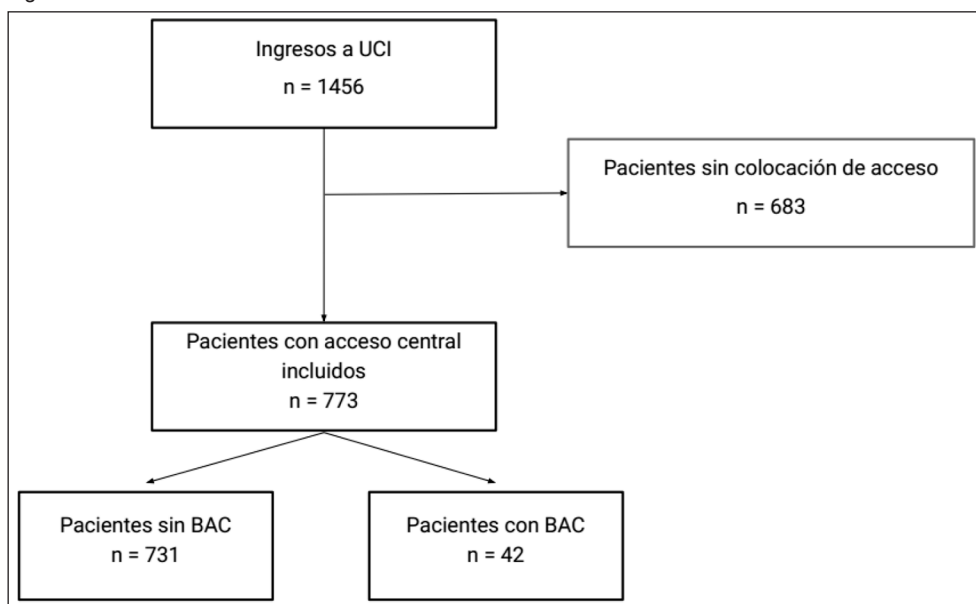 Ingresos a UCI
n = 1456
Pacientes sin colocación de acceso
n = 683
Pacientes con acceso central
incluidos
n = 773
Pacientes sin BAC
n = 731
Pacientes con BAC
n = 42